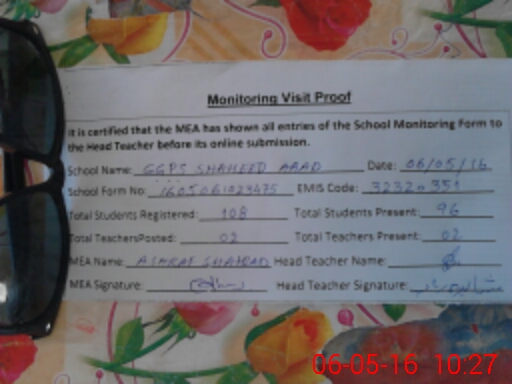 Monitoring Visit Proof
It is certified that the MEA has shown all entries of the School Monitoring Form to
the Head Teacher before its online submission.
School Name: GGPS SHAHEED ABAD Date: 06/05/16
School Form No: 1605061023475 EMIS Code: 32320351
Total Students Registered: 108 Total Students Present: 96
Total TeachersPosted: 02 Total Teachers Present: 02
MEA Name: ASHRAF SHAHZAD Head Teacher Name:
MEA Signature: Head Teacher Signature:
06-05-16 10:27